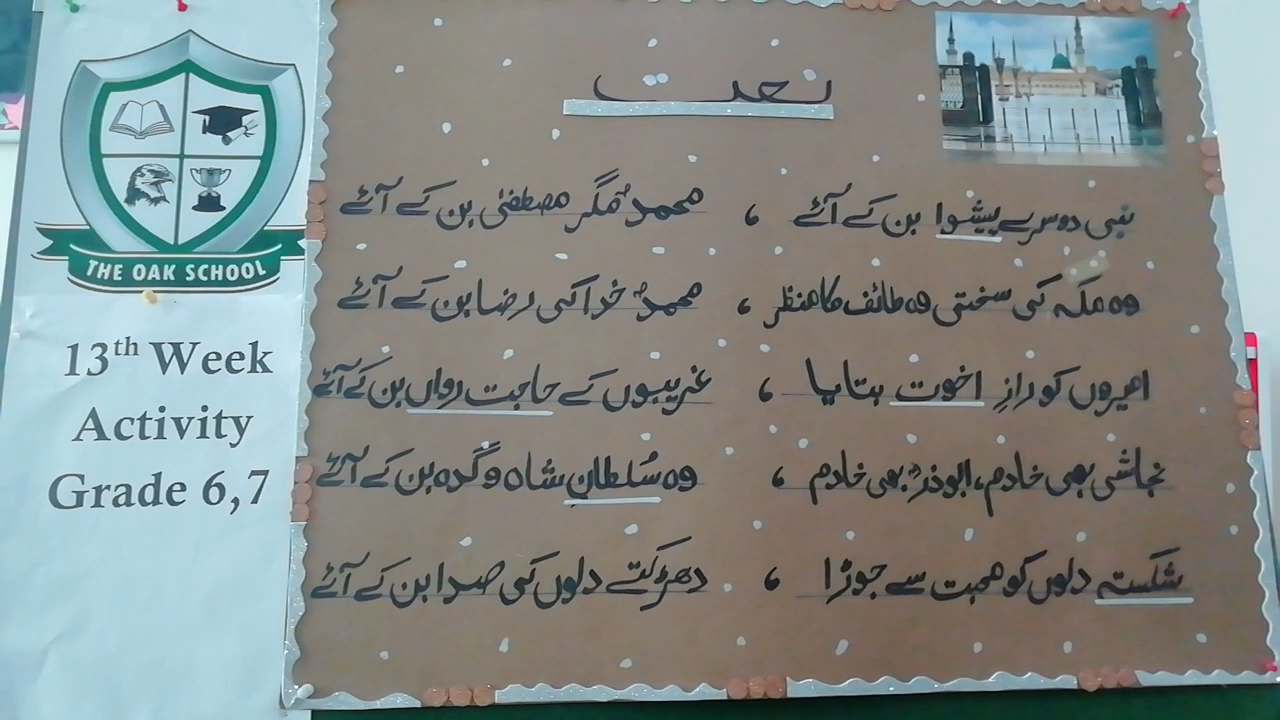 THE OAK SCHOOL
13th Week
Activity
Grade 6,7
نعت
نبی دوسرے پیشوا بن کے آئے ، محمدؐ مگر مصطفیٰ بن کے آئے
وہ مکہ کی سختی وہ طائف کا منظر ، محمدؐ خدا کی رضا بن کے آئے
امیروں کو رازِ اخوت بتایا ، غریبوں کے حاجت رواں بن کے آئے
نجاشی بھی خادم، ابوذرؓ بھی خادم ، وہ سُلطانِ شاہ و گدہ بن کے آئے
شکستہ دلوں کو محبت سے جوڑا ، دھڑکتے دلوں کی صدا بن کے آئے